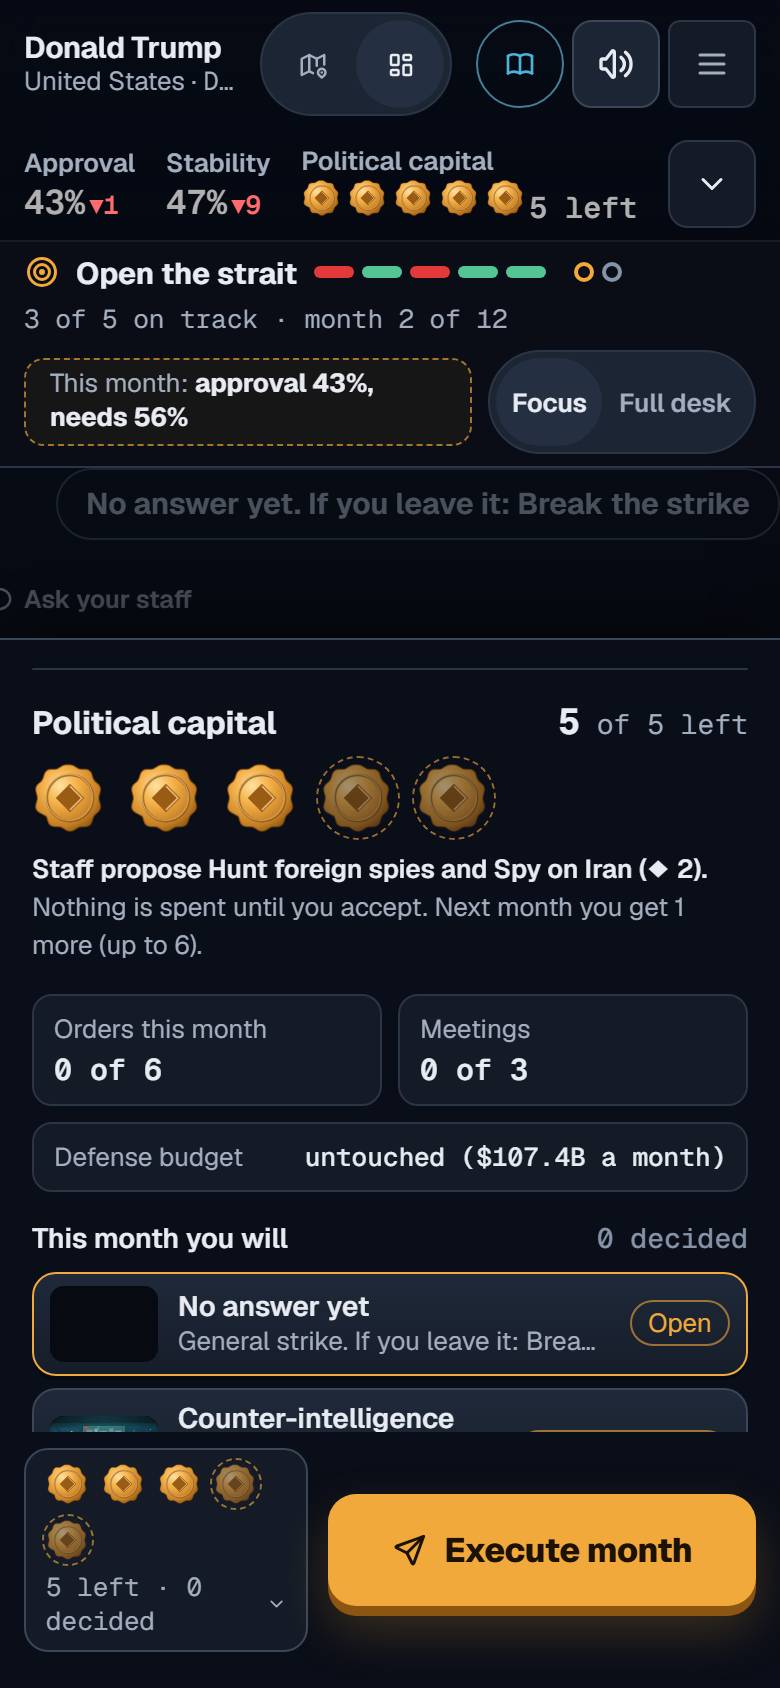 Donald Trump
United States · D…
Approval
43%▼1
Stability
47%▼9
Political capital
5 left
Open the strait
3 of 5 on track · month 2 of 12
This month: approval 43%,
needs 56%
Focus
Full desk
No answer yet. If you leave it: Break the strike
Ask your staff
Political capital
5 of 5 left
Staff propose Hunt foreign spies and Spy on Iran (◆ 2).
Nothing is spent until you accept. Next month you get 1
more (up to 6).
Orders this month
0 of 6
Meetings
0 of 3
Defense budget
untouched ($107.4B a month)
This month you will
0 decided
No answer yet
General strike. If you leave it: Brea…
Open
Counter-intelligence
5 left · 0
decided
Execute month